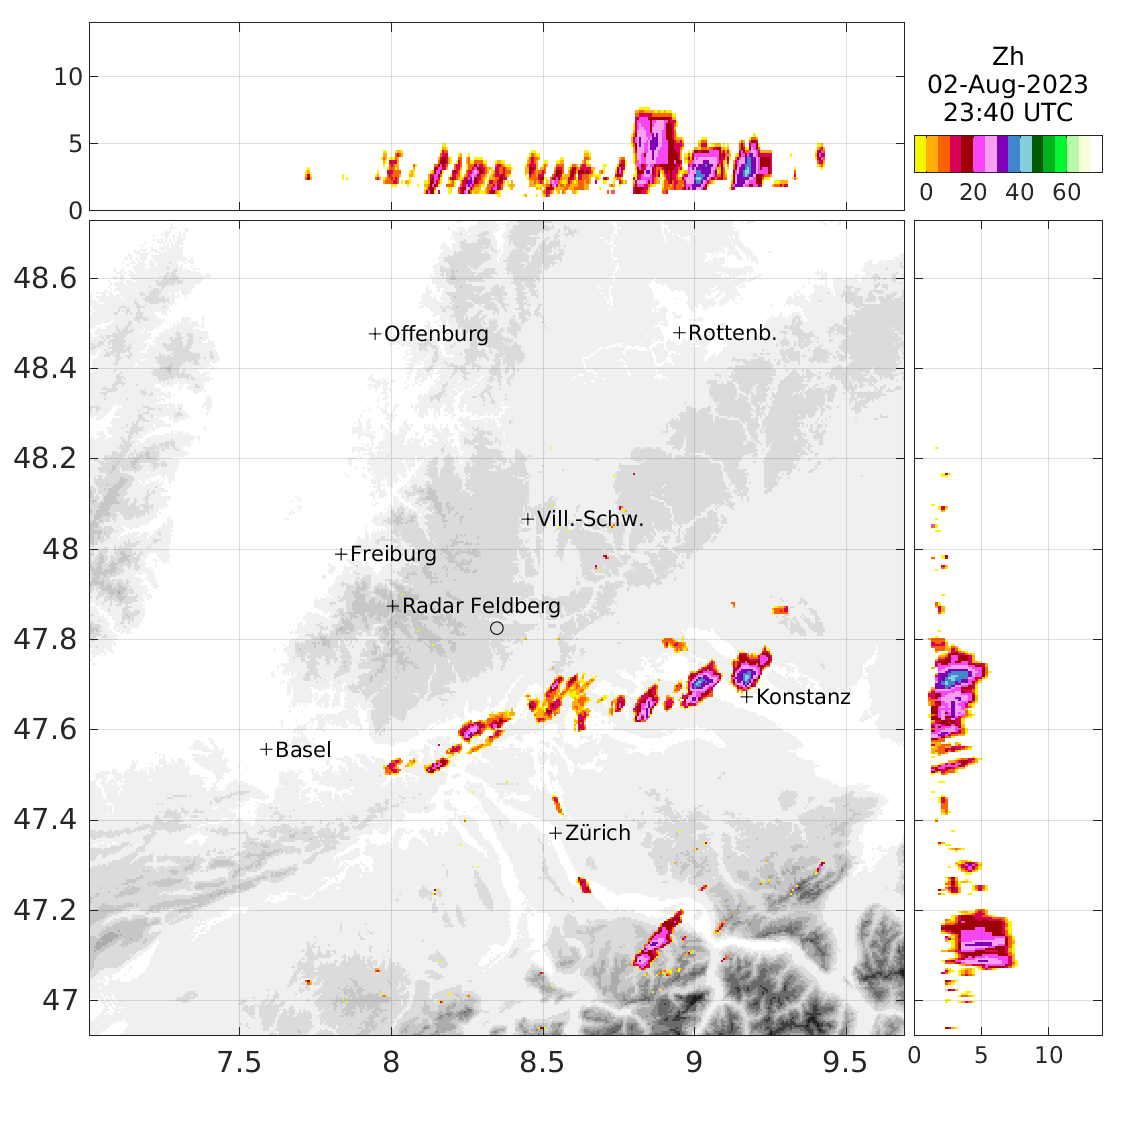 Zh
02-Aug-2023
23:40 UTC
0 20 40 60
10
5
0
48.6
48.4
48.2
48
47.8
47.6
47.4
47.2
47
+Offenburg
+Rottenb.
+Vill.-Schw.
+Freiburg
+Radar Feldberg
+Konstanz
+Basel
+Zürich
7.5 8 8.5 9 9.5
0 5 10